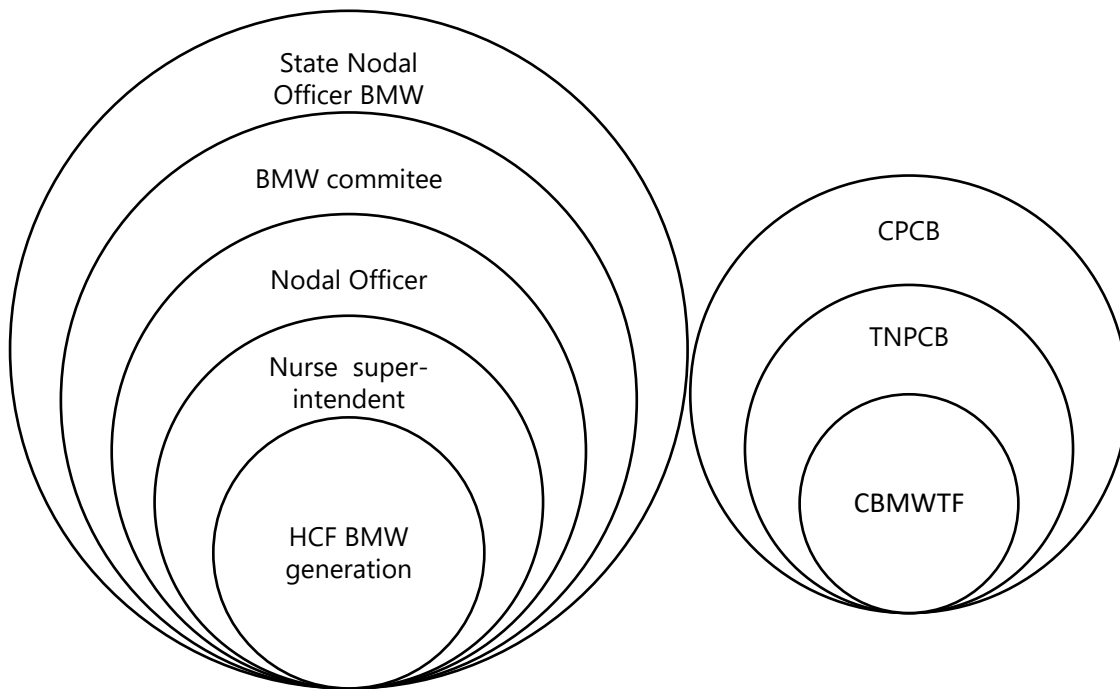 State Nodal
Officer BMW
BMW commitee
Nodal Officer
Nurse super-
intendent
HCF BMW
generation
CPCB
TNPCB
CBMWTF